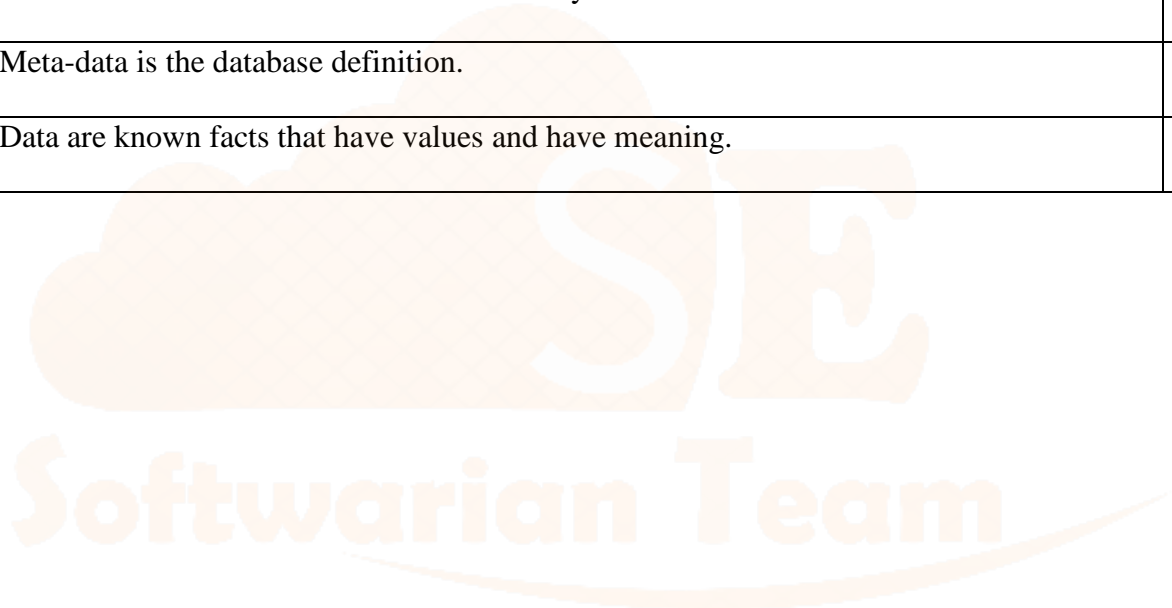 Meta-data is the database definition.
Data are known facts that have values and have meaning.
SE
Softwarian Team